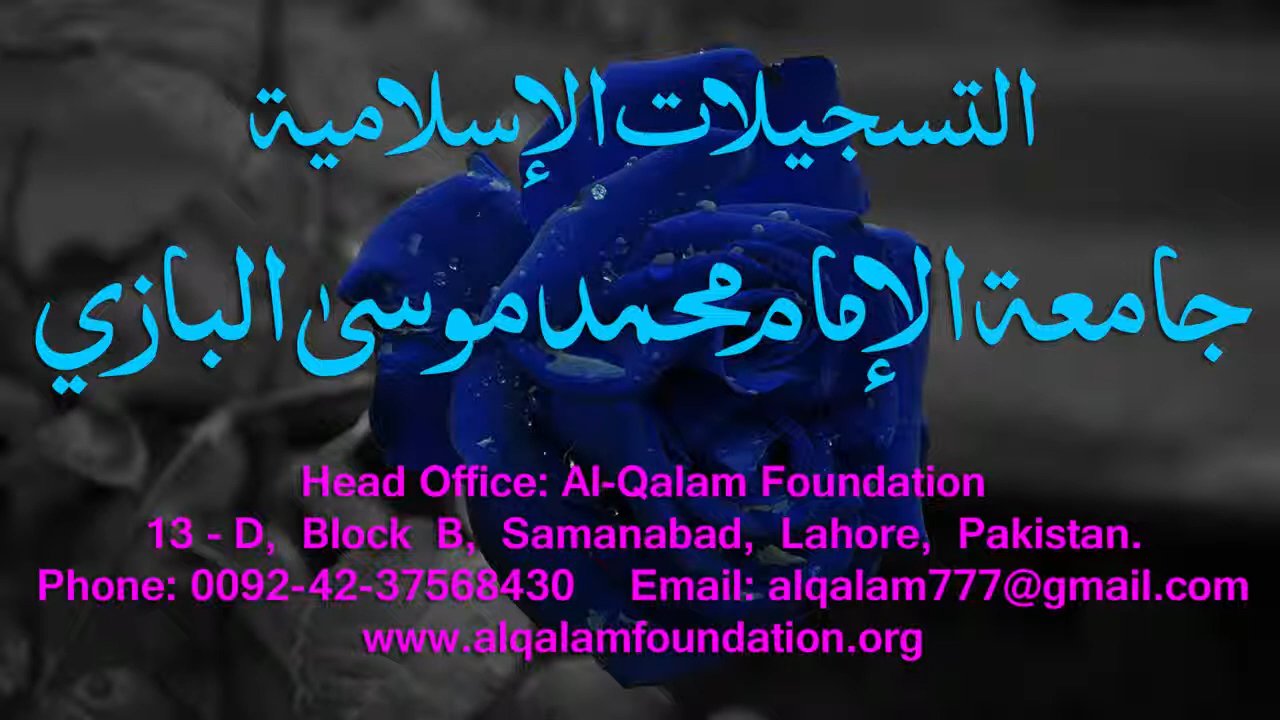 التسجيلات الإسلامية
جامعة الإمام محمد موسىٰ البازي
Head Office: Al-Qalam Foundation
13 - D, Block B, Samanabad, Lahore, Pakistan.
Phone: 0092-42-37568430 Email: alqalam777@gmail.com
www.alqalamfoundation.org